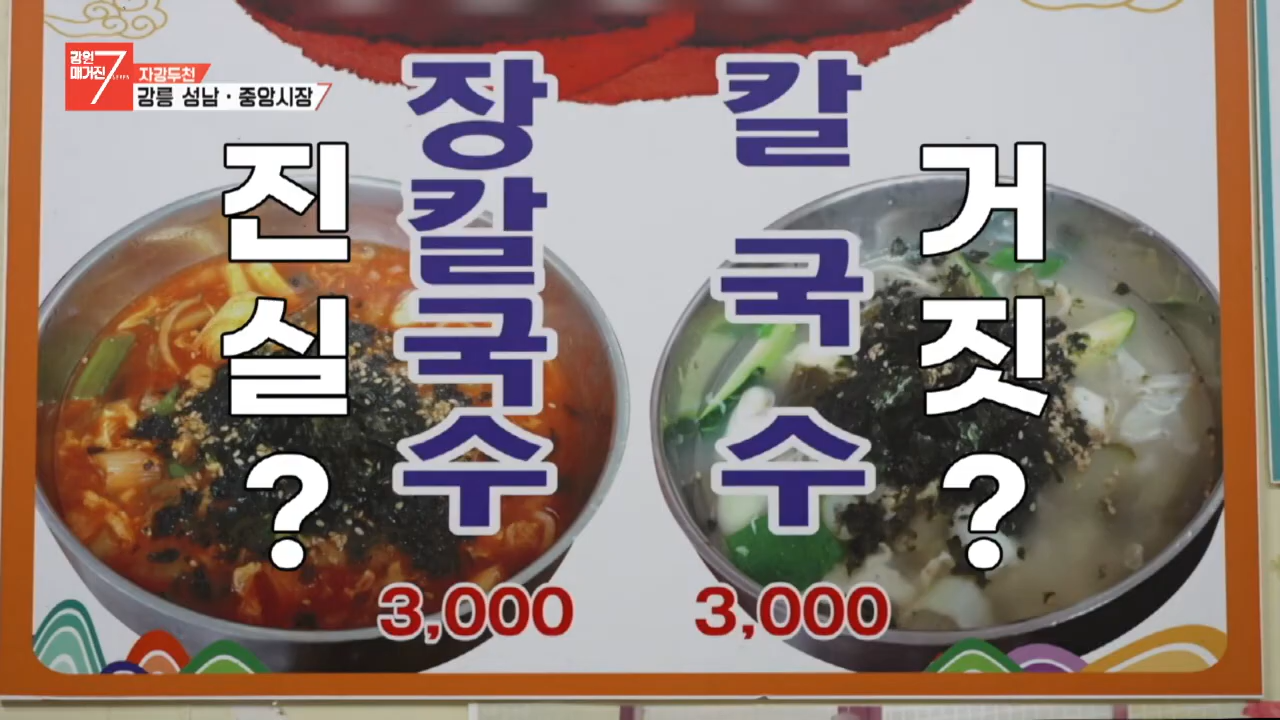 강원
매거진 7
자강두천
강릉 성남·중앙시장
진실?
장칼국수
3,000
칼국수
3,000
거짓?